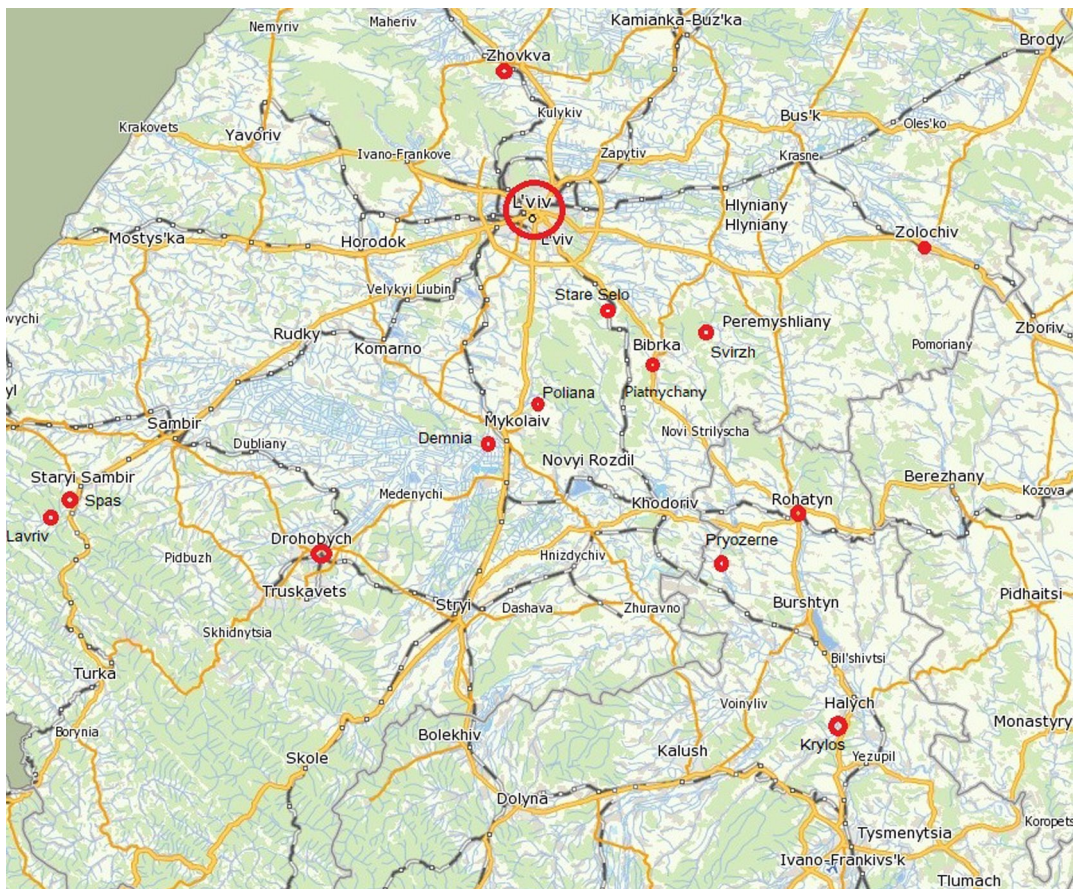 Maheriv
Kamianka-Buz'ka
Nemyriv
Brody
Zhovkva
Kulykiv
Bus'k
Oles'ko
Krakovets
Yavoriv
Ivano-Frankove
Zapytiv
Krasne
L'viv
Hlyniany
Hlyniany
Mostys'ka
Horodok
L'viv
Zolochiv
Velykyi Liubin
Stare Selo
ovychi
Rudky
Komarno
Bibrka
Peremyshliany
Svirzh
Pomoriany
Zboriv
yl
Poliana
Piatnychany
Sambir
Dubliany
Mykolaiv
Demnia
Novi Strilyscha
Staryi Sambir
Spas
Novyi Rozdil
Berezhany
Kozova
Medenychi
Khodoriv
Rohatyn
Lavriv
Drohobych
Pidbuzh
Hnizdychiv
Pryozerne
Truskavets
Stryi
Dashava
Zhuravno
Burshtyn
Pidhaitsi
Skhidnytsia
Bil'shivtsi
Turka
Voinyliv
Halych
Borynia
Bolekhiv
Monastyry
Skole
Kalush
Krylos
Yezupil
Dolyna
Koropets
Tysmenytsia
Ivano-Frankivs'k
Tlumach